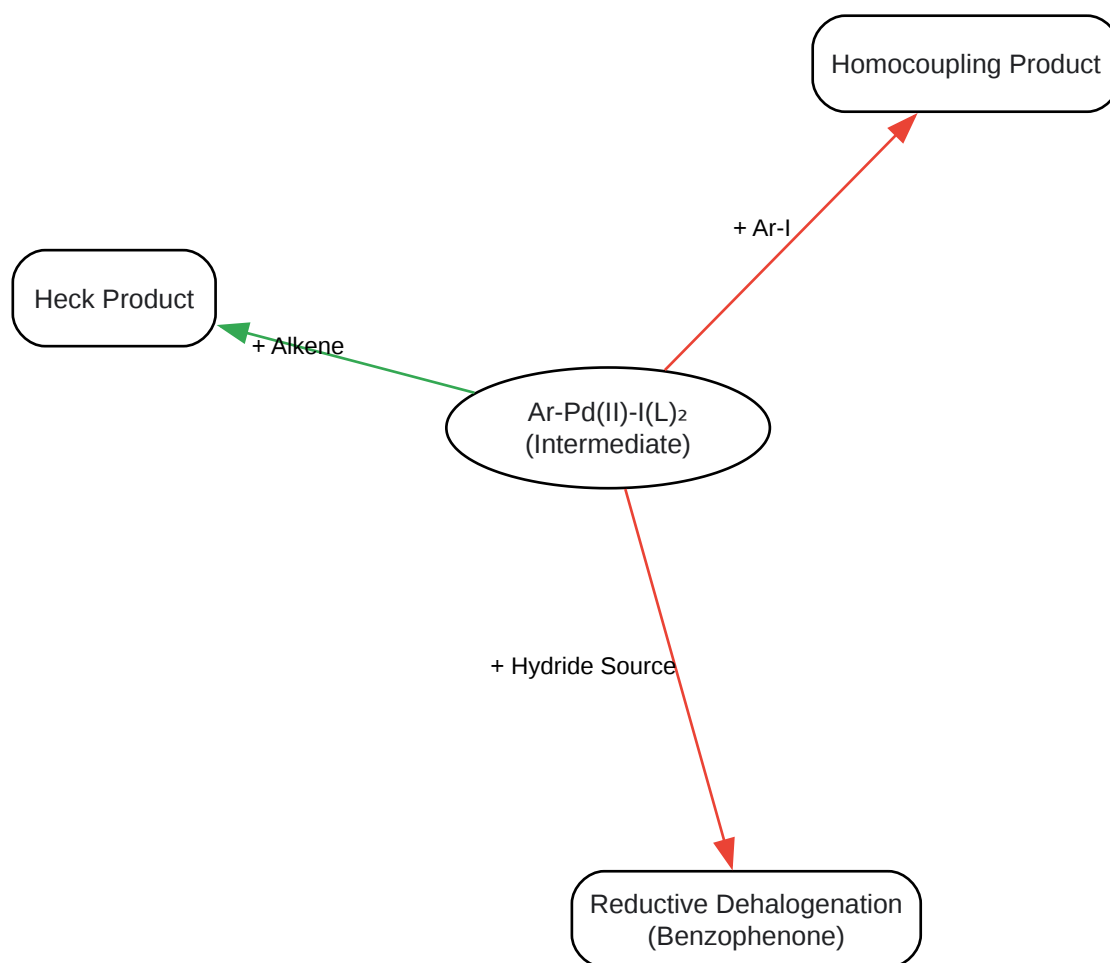 Homocoupling Product
+ Ar-I
Heck Product
+ Alkene
Ar-Pd(II)-I(L)₂
(Intermediate)
+ Hydride Source
Reductive Dehalogenation
(Benzophenone)